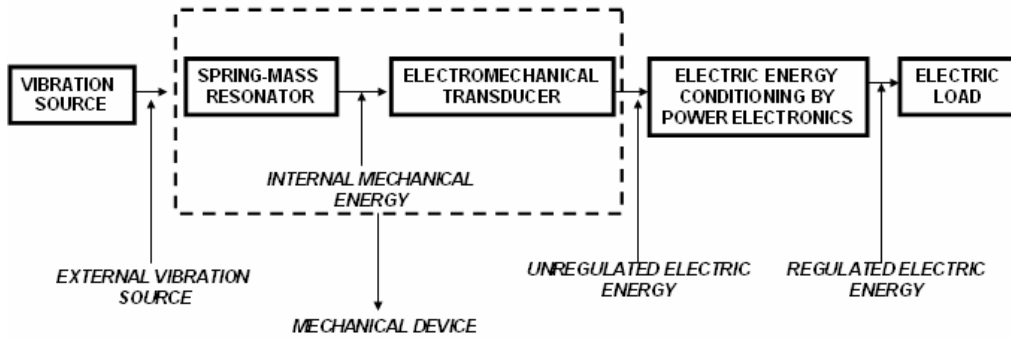 VIBRATION
SOURCE
SPRING-MASS
RESONATOR
ELECTROMECHANICAL
TRANSDUCER
ELECTRIC ENERGY
CONDITIONING BY
POWER ELECTRONICS
ELECTRIC
LOAD
INTERNAL MECHANICAL
ENERGY
EXTERNAL VIBRATION
SOURCE
UNREGULATED ELECTRIC
ENERGY
REGULATED ELECTRIC
ENERGY
MECHANICAL DEVICE